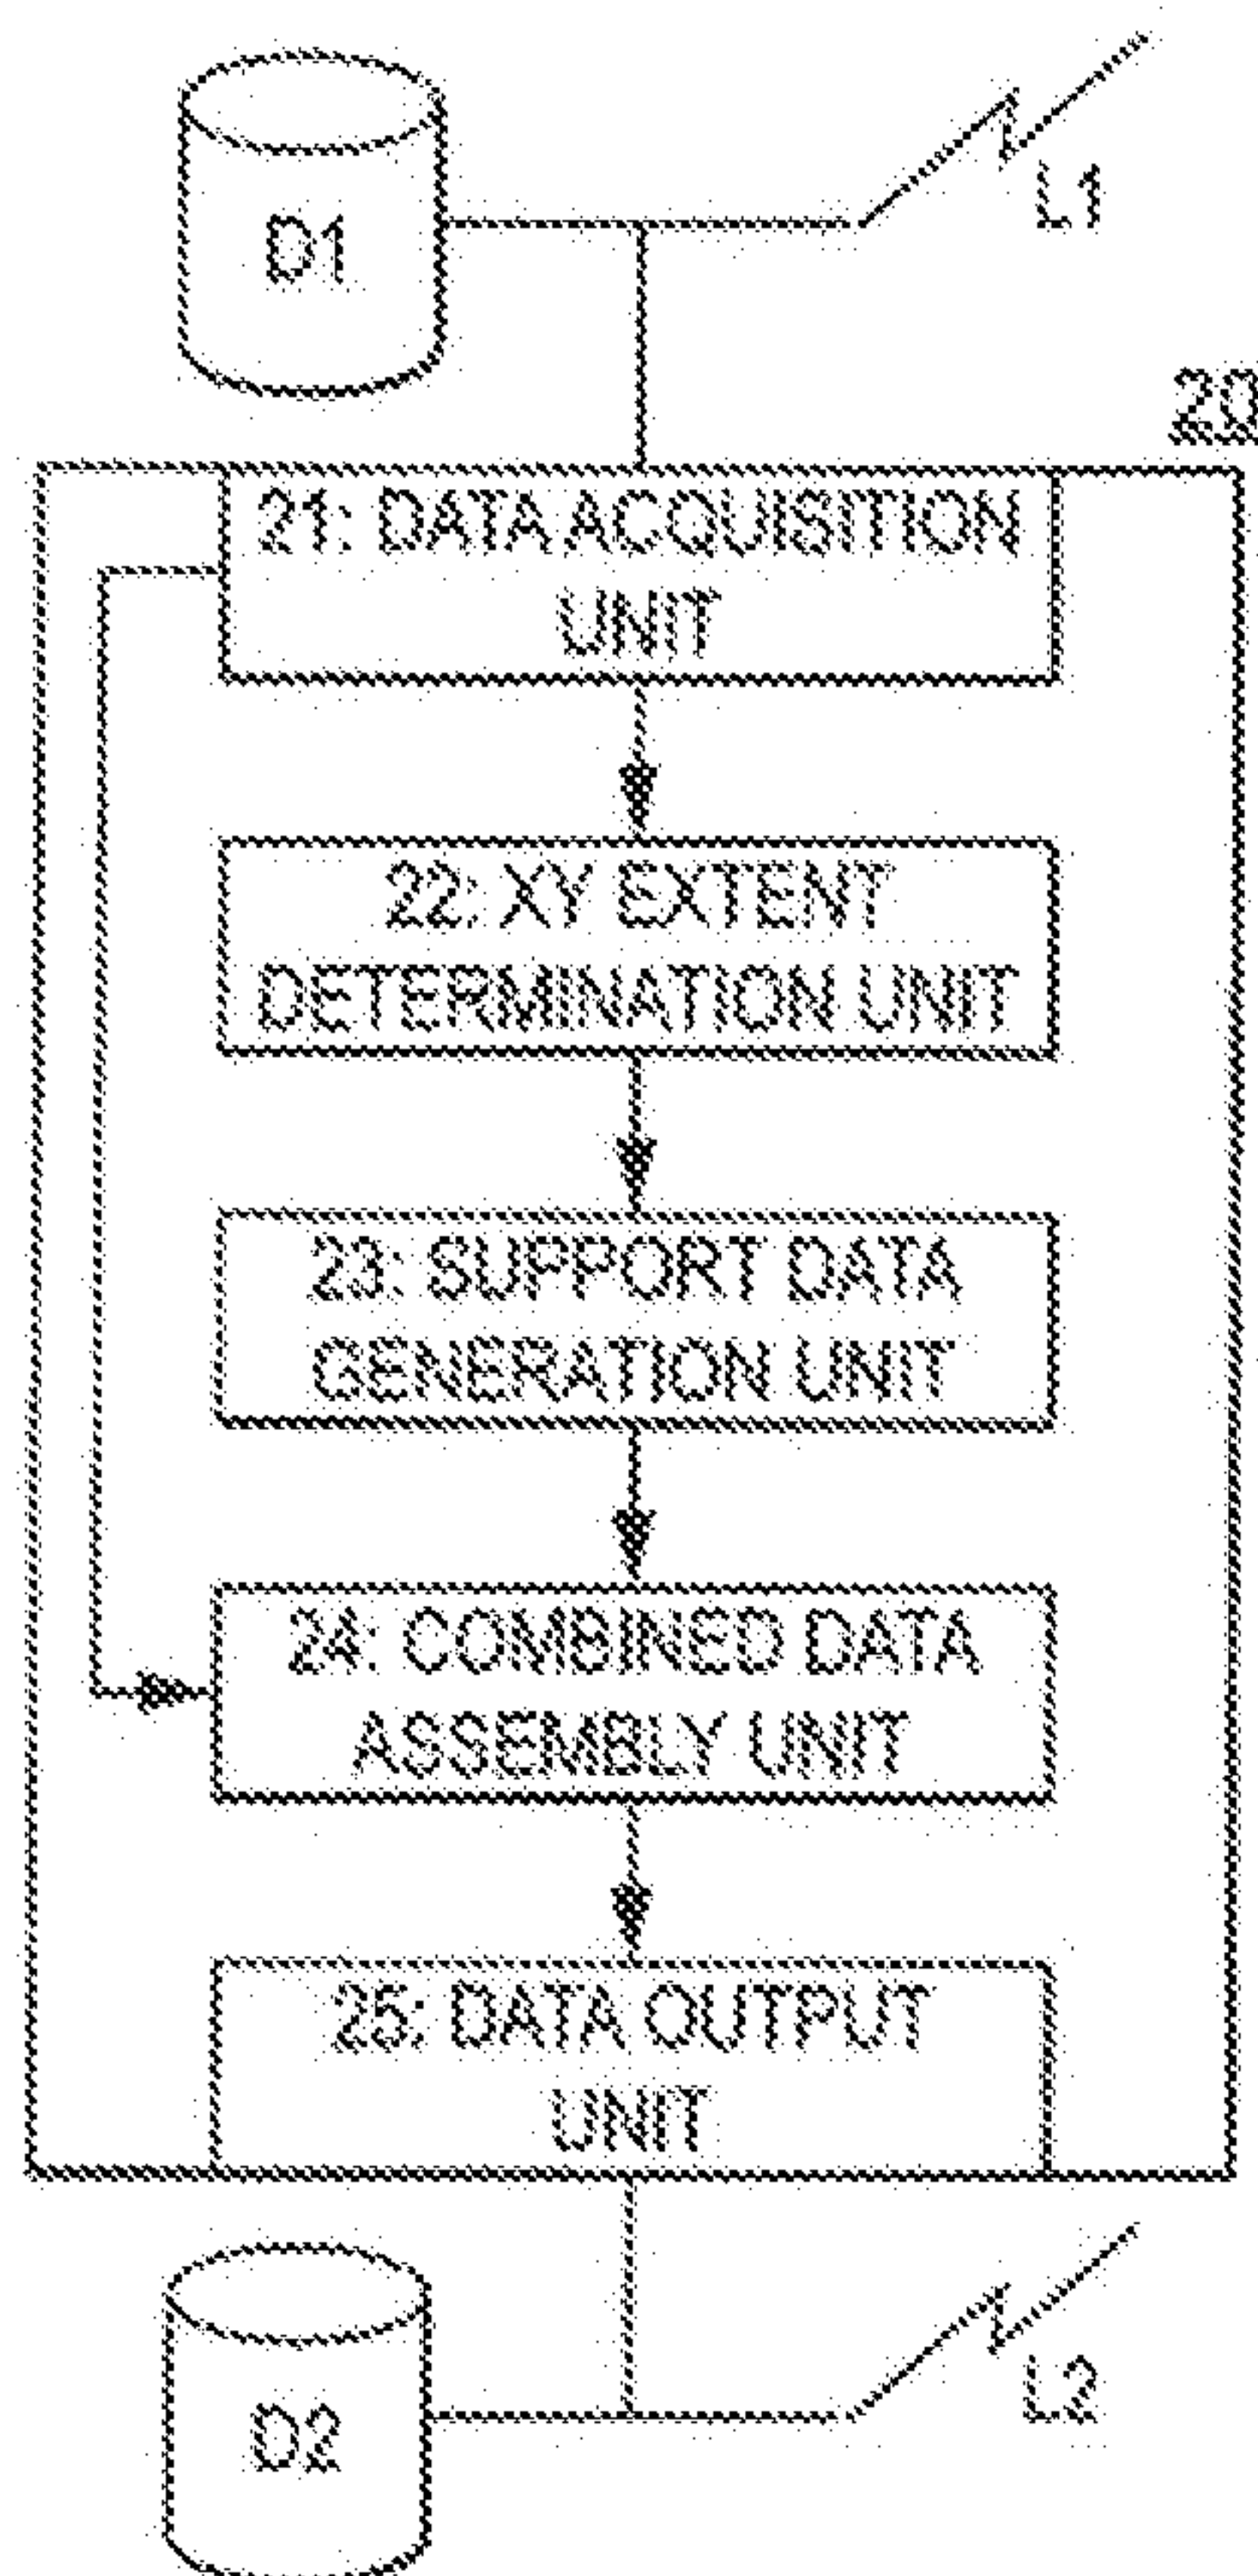 D1
L1
20
21: DATA ACQUISITION
UNIT
22: XY EXTENT
DETERMINATION UNIT
23: SUPPORT DATA
GENERATION UNIT
24: COMBINED DATA
ASSEMBLY UNIT
25: DATA OUTPUT
UNIT
L2
D2